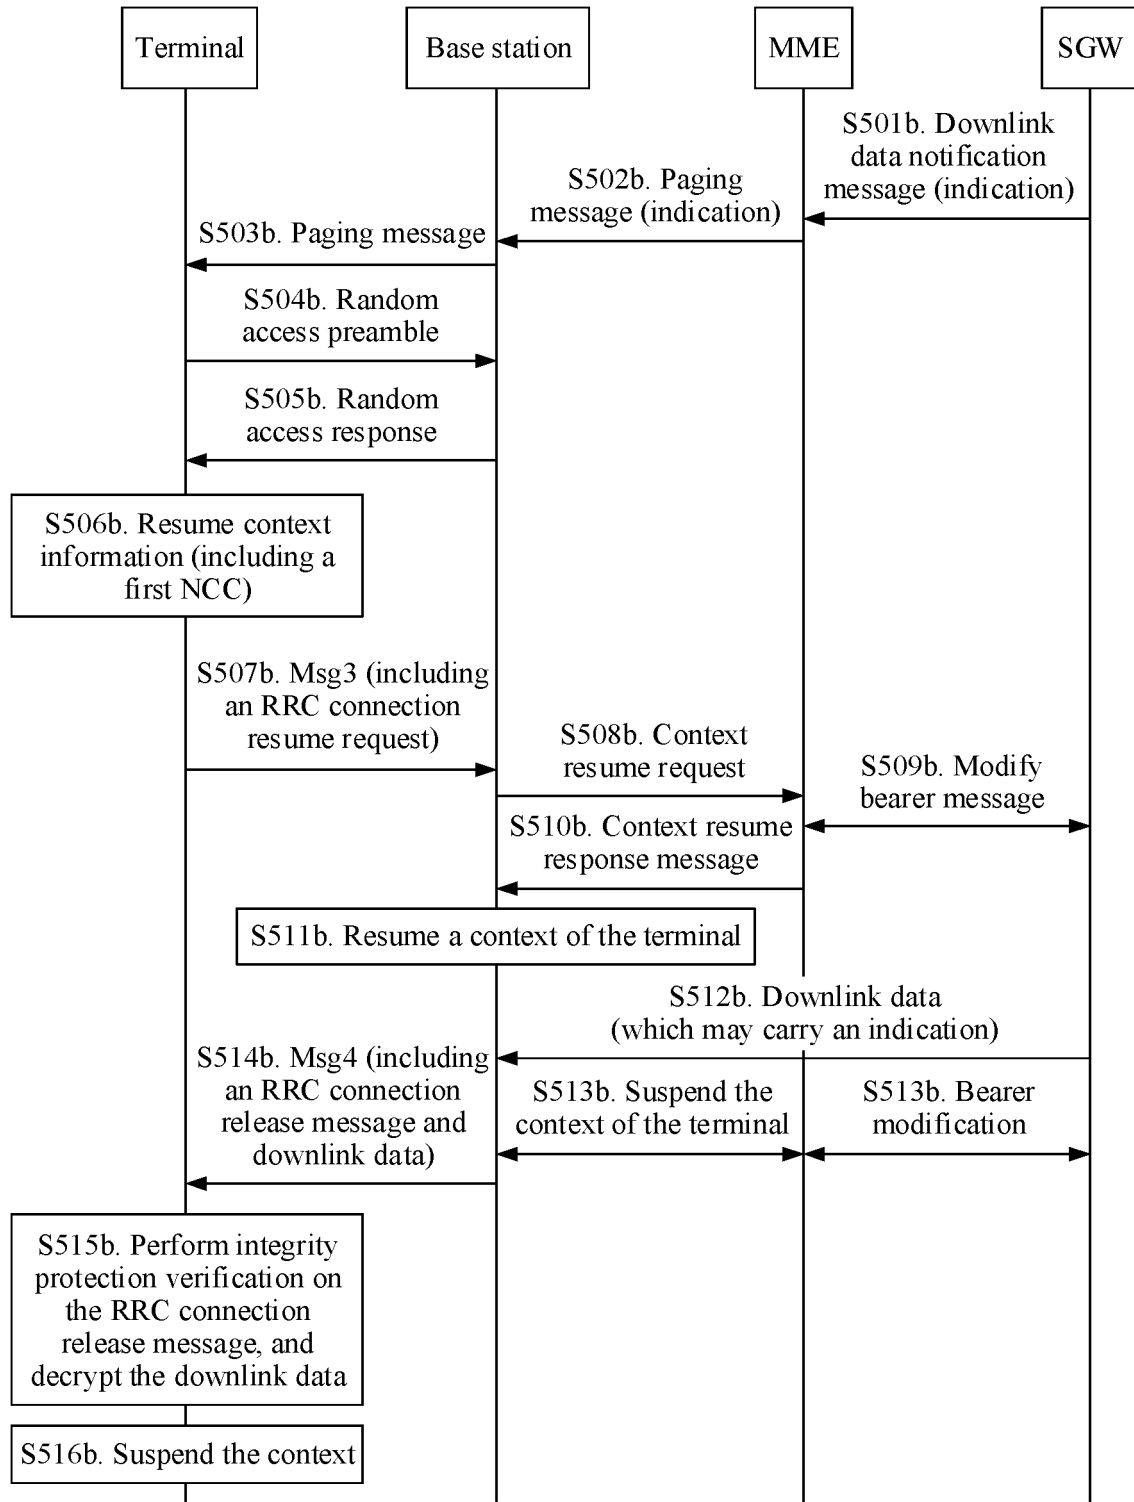 Terminal
Base station
MME
SGW
S501b. Downlink
data notification
message (indication)
S502b. Paging
message (indication)
S503b. Paging message
S504b. Random
access preamble
S505b. Random
access response
S506b. Resume context
information (including a
first NCC)
S507b. Msg3 (including
an RRC connection
resume request)
S508b. Context
resume request
S509b. Modify
bearer message
S510b. Context resume
response message
S511b. Resume a context of the terminal
S512b. Downlink data
(which may carry an indication)
S514b. Msg4 (including
an RRC connection
release message and
downlink data)
S513b. Suspend the
context of the terminal
S513b. Bearer
modification
S515b. Perform integrity
protection verification on
the RRC connection
release message, and
decrypt the downlink data
S516b. Suspend the context